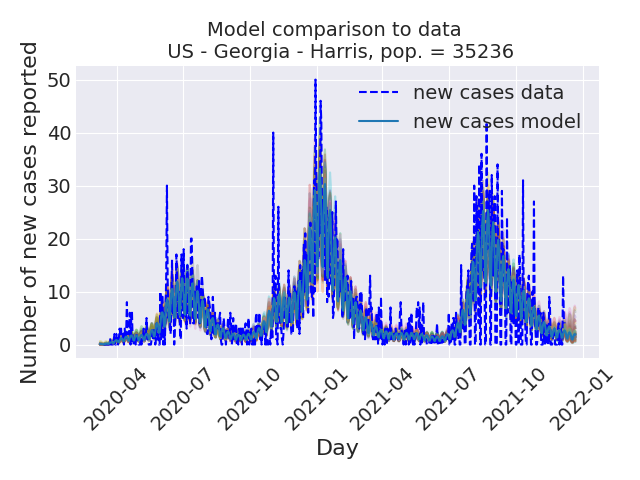 Model comparison to data
US - Georgia - Harris, pop. = 35236
Number of new cases reported
50
40
30
20
10
0
new cases data
new cases model
2020-04
2020-07
2020-10
2021-01
2021-04
2021-07
2021-10
2022-01
Day